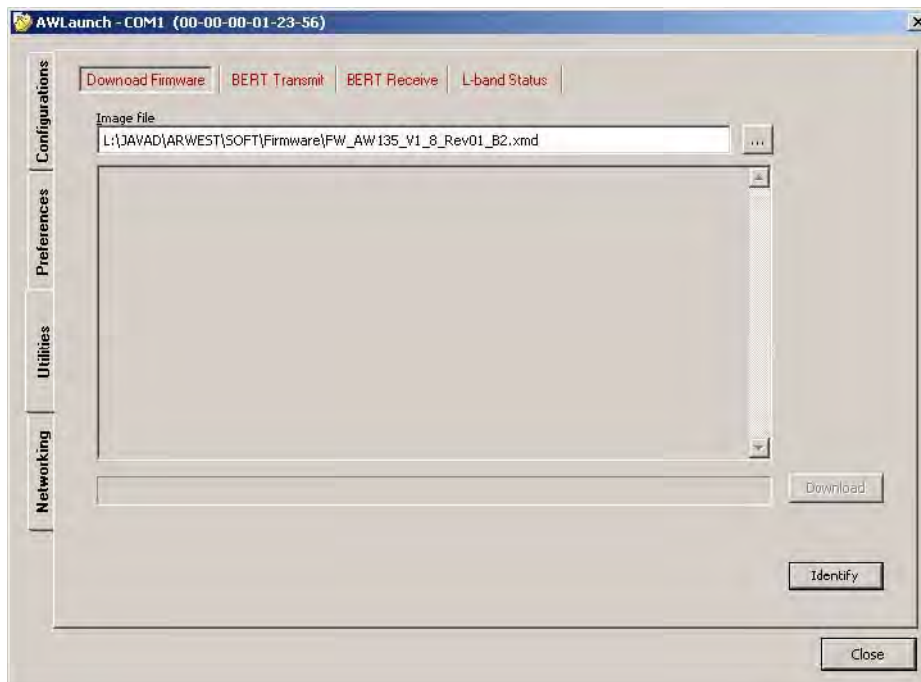 AWLaunch - COM1 (00-00-00-01-23-56)
Configurations
Preferences
Utilities
Networking
Downoad Firmware
BERT Transmit
BERT Receive
L-band Status
Image file
L:\JAVAD\ARWEST\SOFT\Firmware\FW_AW135_V1_8_Rev01_B2.xmd
...
Download
Identify
Close